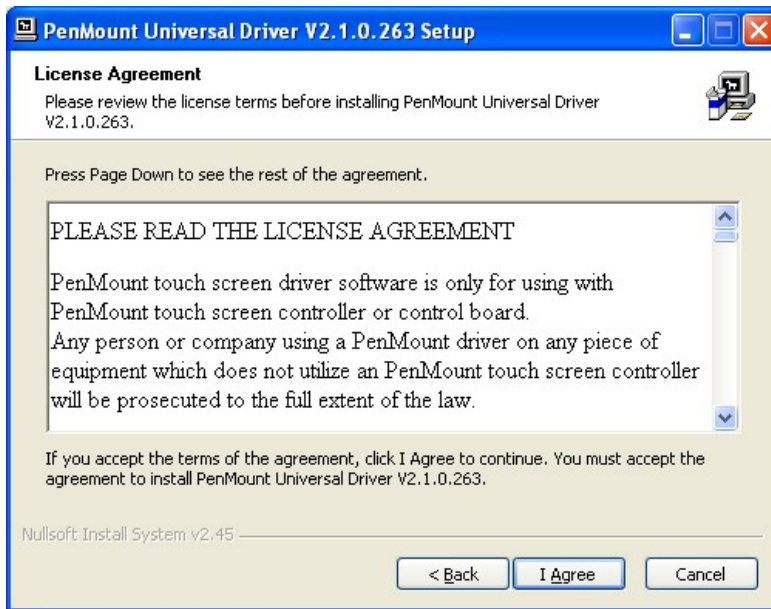 PenMount Universal Driver V2.1.0.263 Setup
License Agreement
Please review the license terms before installing PenMount Universal Driver
V2.1.0.263.
Press Page Down to see the rest of the agreement.
PLEASE READ THE LICENSE AGREEMENT
PenMount touch screen driver software is only for using with
PenMount touch screen controller or control board.
Any person or company using a PenMount driver on any piece of
equipment which does not utilize an PenMount touch screen controller
will be prosecuted to the full extent of the law.
If you accept the terms of the agreement, click I Agree to continue. You must accept the
agreement to install PenMount Universal Driver V2.1.0.263.
Nullsoft Install System v2.45
< Back
I Agree
Cancel